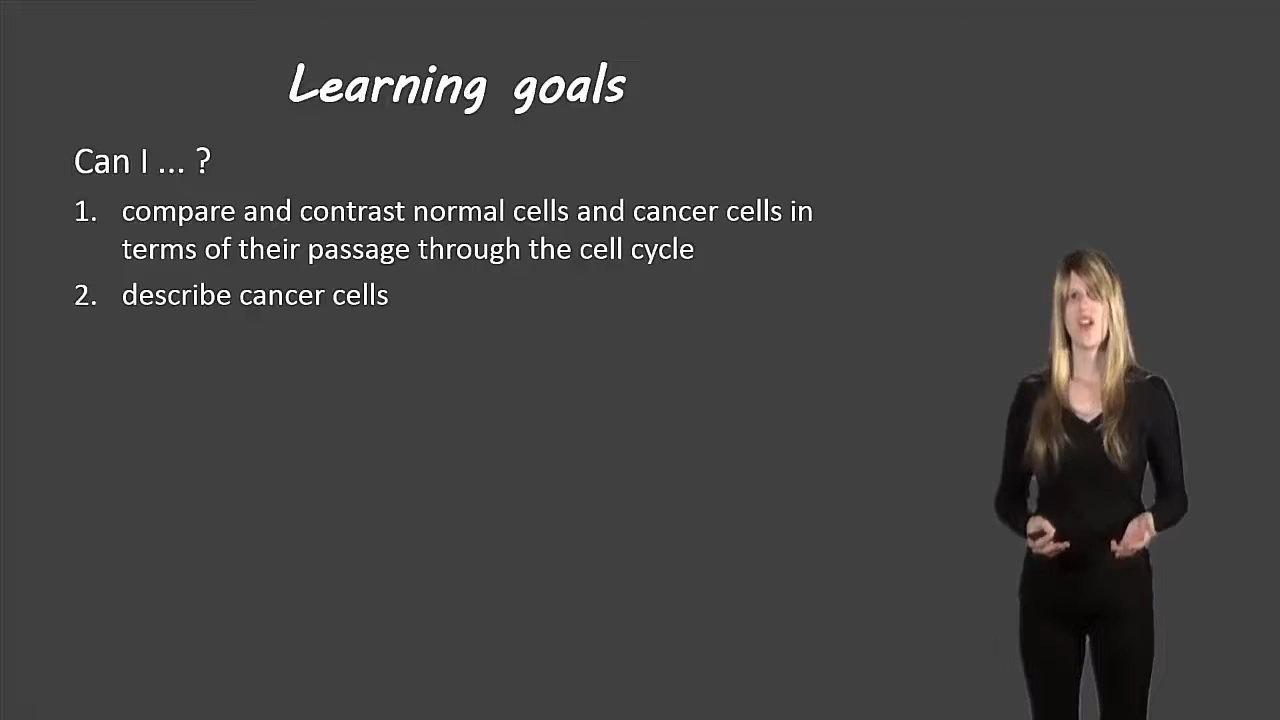 Learning goals
Can I ... ?
1. compare and contrast normal cells and cancer cells in
terms of their passage through the cell cycle
2. describe cancer cells